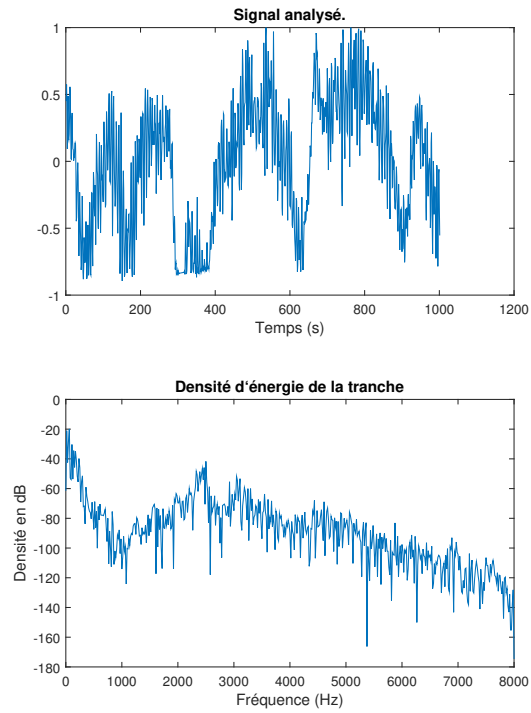 Signal analysé.
1
0.5
0
-0.5
-1
0 200 400 600 800 1000 1200
Temps (s)
Densité d'énergie de la tranche
0
-20
-40
-60
-80
-100
-120
-140
-160
-180
Densité en dB
0 1000 2000 3000 4000 5000 6000 7000 8000
Fréquence (Hz)